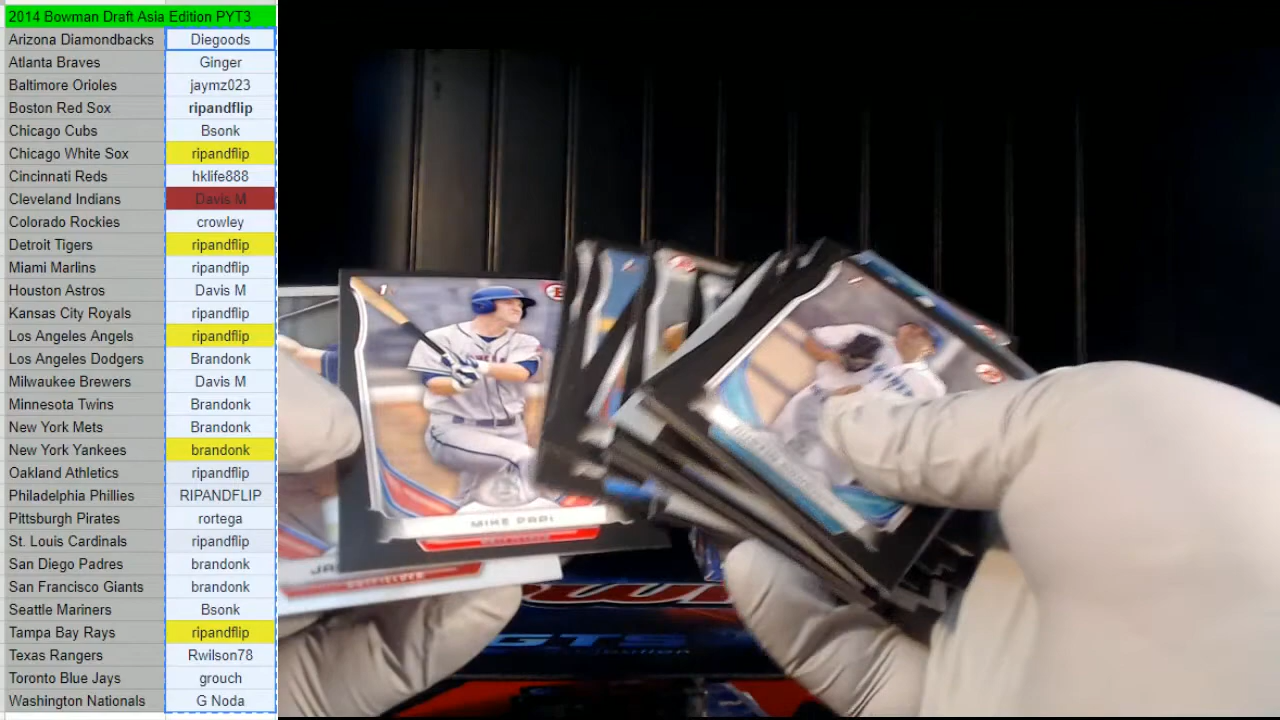 2014 Bowman Draft Asia Edition PYT3
Arizona Diamondbacks Diegoods
Atlanta Braves Ginger
Baltimore Orioles jaymz023
Boston Red Sox ripandflip
Chicago Cubs Bsonk
Chicago White Sox ripandflip
Cincinnati Reds hklife888
Cleveland Indians Davis M
Colorado Rockies crowley
Detroit Tigers ripandflip
Miami Marlins ripandflip
Houston Astros Davis M
Kansas City Royals ripandflip
Los Angeles Angels ripandflip
Los Angeles Dodgers Brandonk
Milwaukee Brewers Davis M
Minnesota Twins Brandonk
New York Mets Brandonk
New York Yankees brandonk
Oakland Athletics ripandflip
Philadelphia Phillies RIPANDFLIP
Pittsburgh Pirates rortega
St. Louis Cardinals ripandflip
San Diego Padres brandonk
San Francisco Giants brandonk
Seattle Mariners Bsonk
Tampa Bay Rays ripandflip
Texas Rangers Rwilson78
Toronto Blue Jays grouch
Washington Nationals G Noda
MIKE PAPI
GTS